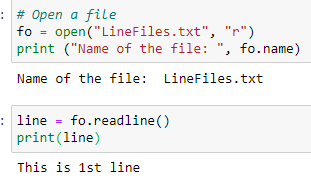 : # Open a file
fo = open("LineFiles.txt", "r")
print ("Name of the file: ", fo.name)
Name of the file:  LineFiles.txt
: line = fo.readline()
print(line)
This is 1st line